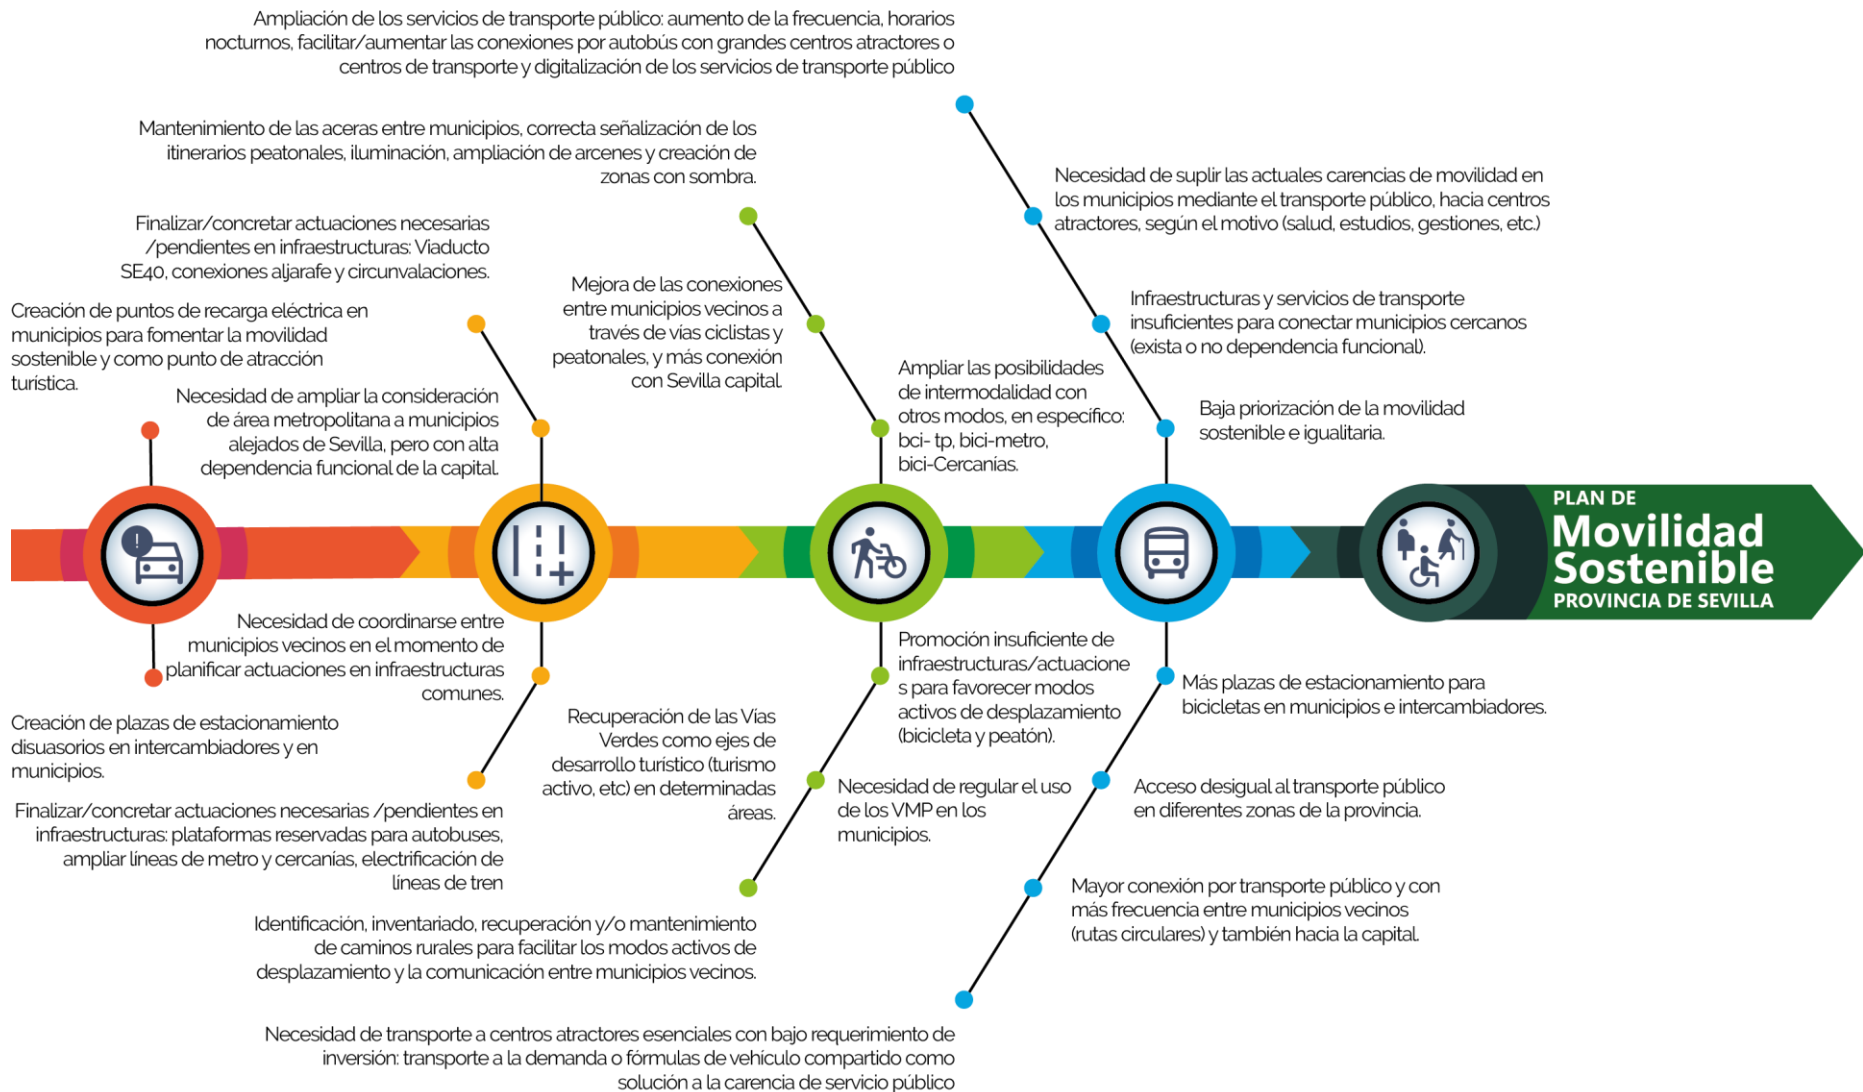 Ampliación de los servicios de transporte público: aumento de la frecuencia, horarios
nocturnos, facilitar/aumentar las conexiones por autobús con grandes centros atractores o
centros de transporte y digitalización de los servicios de transporte público
Mantenimiento de las aceras entre municipios, correcta señalización de los
itinerarios peatonales, iluminación, ampliación de arcenes y creación de
zonas con sombra.
Necesidad de suplir las actuales carencias de movilidad en
los municipios mediante el transporte público, hacia centros
atractores, según el motivo (salud, estudios, gestiones, etc.)
Finalizar/concretar actuaciones necesarias
/pendientes en infraestructuras: Viaducto
SE40, conexiones aljarafe y circunvalaciones.
Mejora de las conexiones
entre municipios vecinos a
través de vías ciclistas y
peatonales, y más conexión
con Sevilla capital.
Infraestructuras y servicios de transporte
insuficientes para conectar municipios cercanos
(exista o no dependencia funcional).
Creación de puntos de recarga eléctrica en
municipios para fomentar la movilidad
sostenible y como punto de atracción
turística.
Necesidad de ampliar la consideración
de área metropolitana a municipios
alejados de Sevilla, pero con alta
dependencia funcional de la capital.
Ampliar las posibilidades
de intermodalidad con
otros modos, en específico:
bci- tp, bici-metro,
bici-Cercanías.
Baja priorización de la movilidad
sostenible e igualitaria.
PLAN DE
Movilidad
Sostenible
PROVINCIA DE SEVILLA
Necesidad de coordinarse entre
municipios vecinos en el momento de
planificar actuaciones en infraestructuras
comunes.
Promoción insuficiente de
infraestructuras/actuacione
s para favorecer modos
activos de desplazamiento
(bicicleta y peatón).
Más plazas de estacionamiento para
bicicletas en municipios e intercambiadores.
Creación de plazas de estacionamiento
disuasorios en intercambiadores y en
municipios.
Recuperación de las Vías
Verdes como ejes de
desarrollo turístico (turismo
activo, etc) en determinadas
áreas.
Necesidad de regular el uso
de los VMP en los
municipios.
Acceso desigual al transporte público
en diferentes zonas de la provincia.
Finalizar/concretar actuaciones necesarias /pendientes en
infraestructuras: plataformas reservadas para autobuses,
ampliar líneas de metro y cercanías, electrificación de
líneas de tren
Mayor conexión por transporte público y con
más frecuencia entre municipios vecinos
(rutas circulares) y también hacia la capital.
Identificación, inventariado, recuperación y/o mantenimiento
de caminos rurales para facilitar los modos activos de
desplazamiento y la comunicación entre municipios vecinos.
Necesidad de transporte a centros atractores esenciales con bajo requerimiento de
inversión: transporte a la demanda o fórmulas de vehículo compartido como
solución a la carencia de servicio público